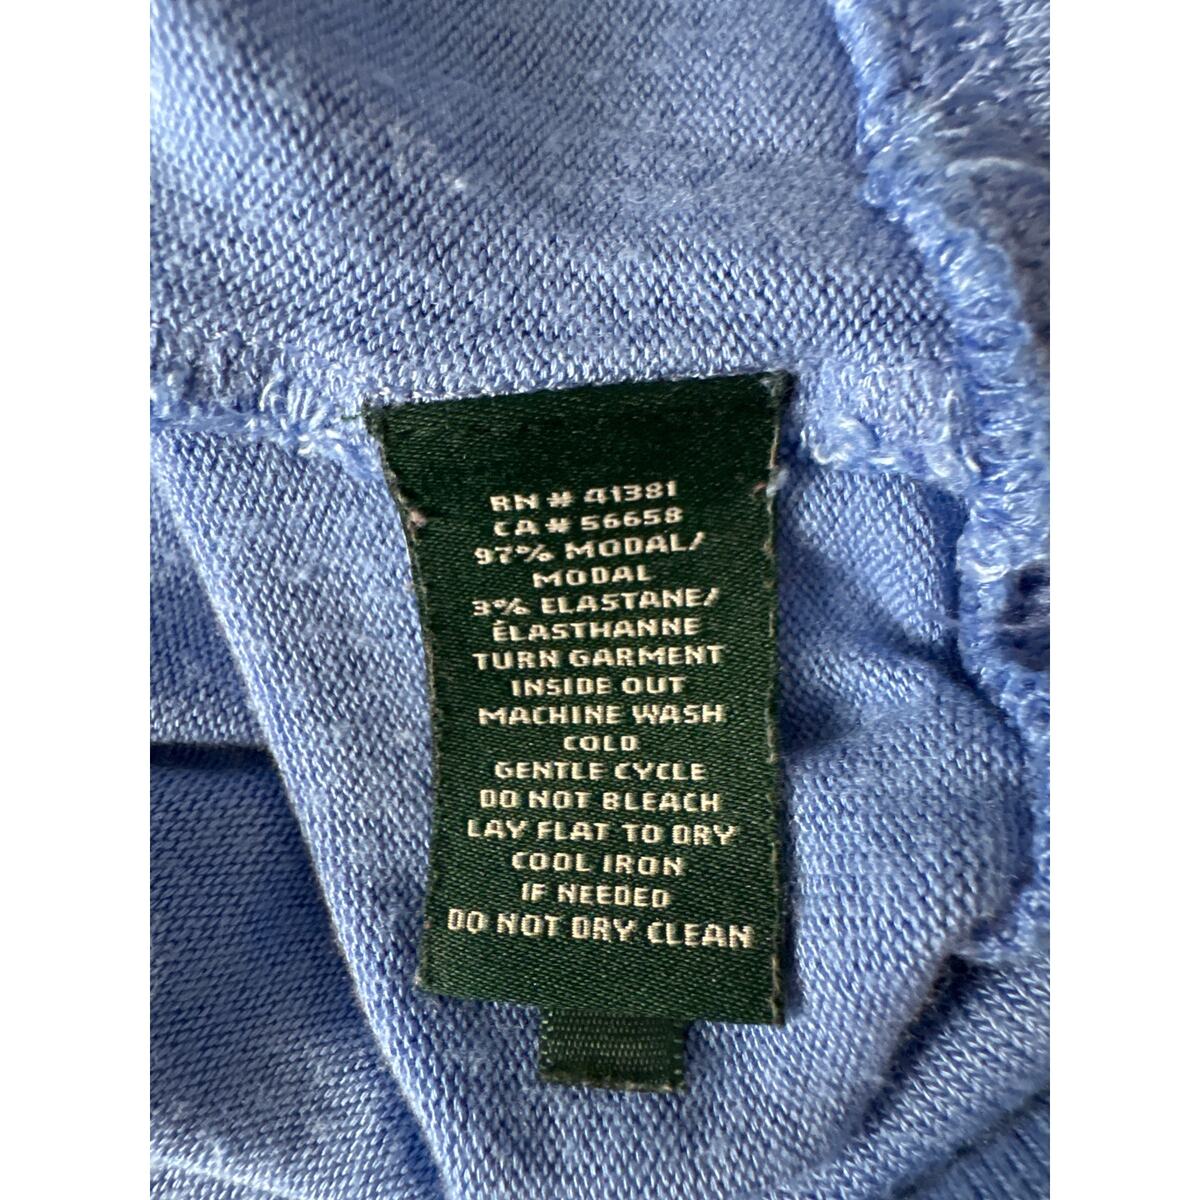 RN # 41381
CA # 56658
97% MODAL/
MODAL
3% ELASTANE/
ÉLASTHANNE
TURN GARMENT
INSIDE OUT
MACHINE WASH
COLD
GENTLE CYCLE
DO NOT BLEACH
LAY FLAT TO DRY
COOL IRON
IF NEEDED
DO NOT DRY CLEAN